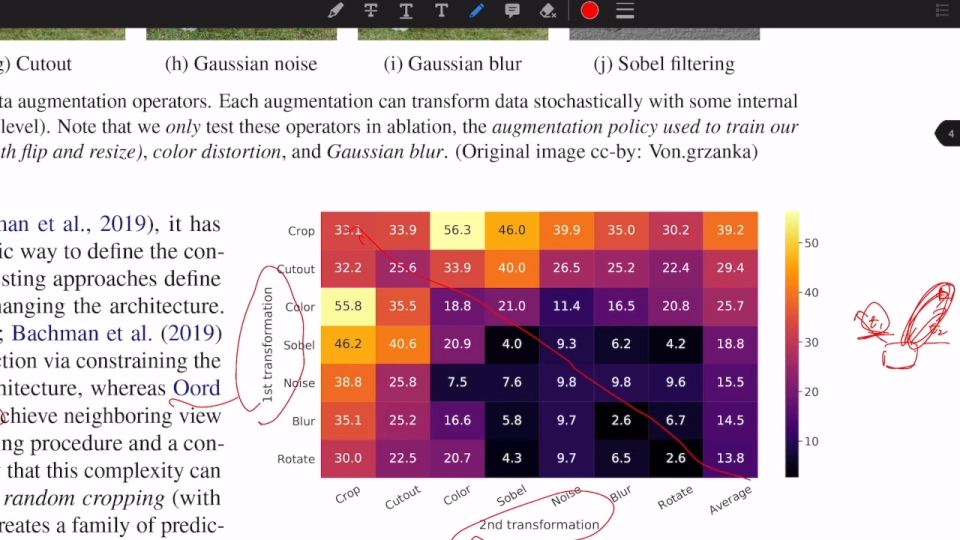 g) Cutout (h) Gaussian noise (i) Gaussian blur (j) Sobel filtering
ta augmentation operators. Each augmentation can transform data stochastically with some internal
level). Note that we only test these operators in ablation, the augmentation policy used to train our
th flip and resize), color distortion, and Gaussian blur. (Original image cc-by: Von.grzanka)
4
man et al., 2019), it has
ic way to define the con-
sting approaches define
hanging the architecture.
; Bachman et al. (2019)
ction via constraining the
hitecture, whereas Oord
chieve neighboring view
ing procedure and a con-
that this complexity can
random cropping (with
reates a family of predic-
1st transformation
Crop 33.1 33.9 56.3 46.0 39.9 35.0 30.2 39.2
Cutout 32.2 25.6 33.9 40.0 26.5 25.2 22.4 29.4
Color 55.8 35.5 18.8 21.0 11.4 16.5 20.8 25.7
Sobel 46.2 40.6 20.9 4.0 9.3 6.2 4.2 18.8
Noise 38.8 25.8 7.5 7.6 9.8 9.8 9.6 15.5
Blur 35.1 25.2 16.6 5.8 9.7 2.6 6.7 14.5
Rotate 30.0 22.5 20.7 4.3 9.7 6.5 2.6 13.8
Crop Cutout Color Sobel Noise Blur Rotate Average
2nd transformation
50
40
30
20
10